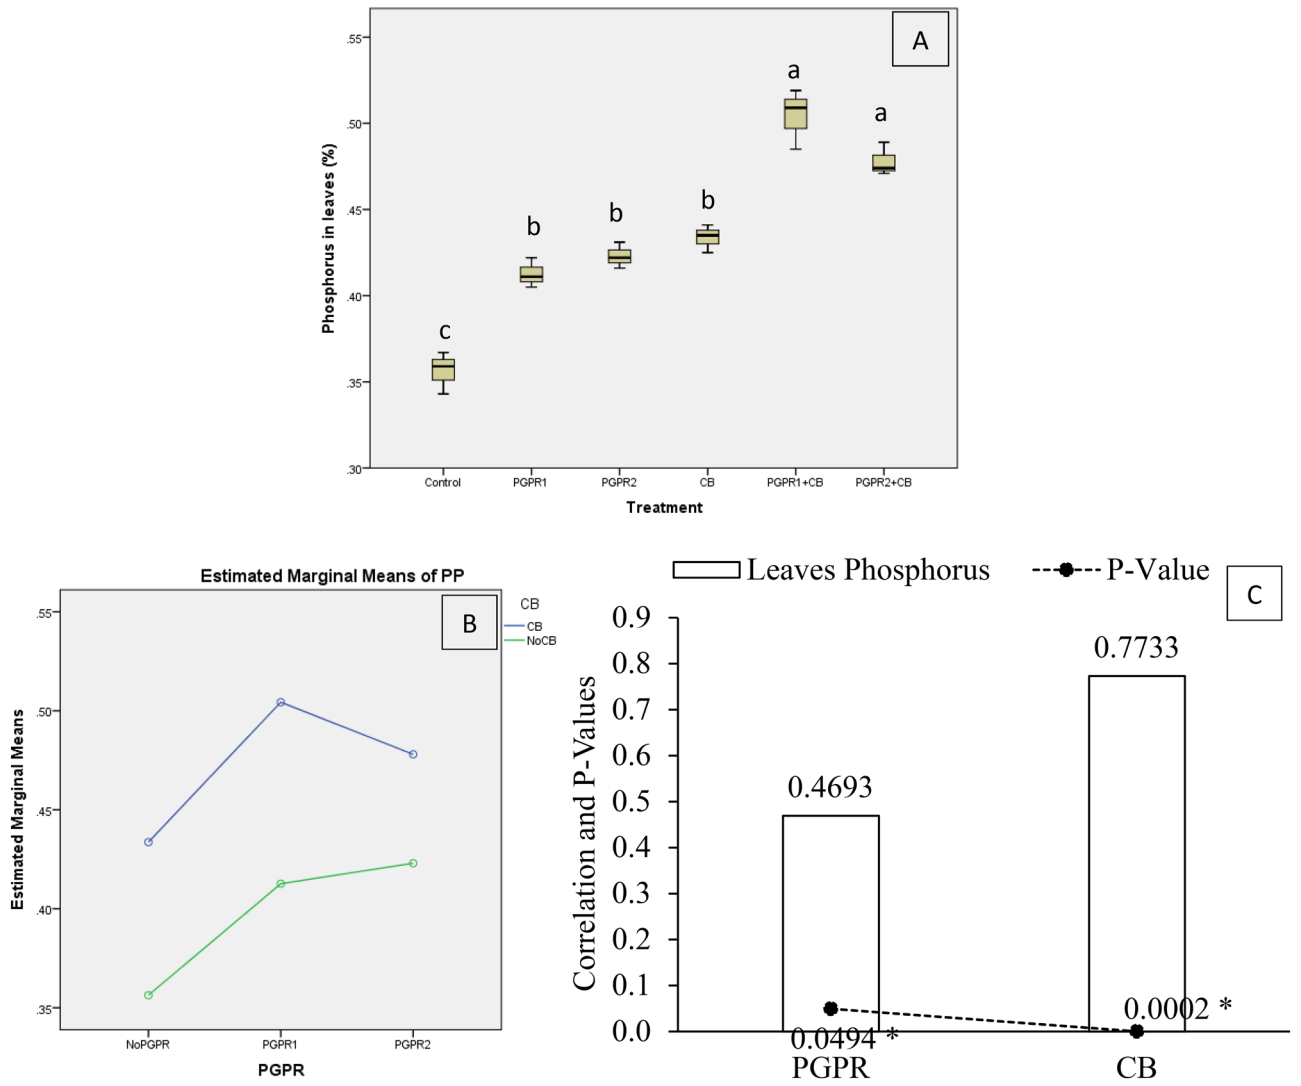 A
.55
.50
.45
.40
.35
.30
Phosphorus in leaves (%)
c
b
b
b
a
a
Control PGPR1 PGPR2 CB PGPR1+CB PGPR2+CB
Treatment
Estimated Marginal Means of PP
B
CB
CB
NoCB
.55
.50
.45
.40
.35
Estimated Marginal Means
NoPGPR PGPR1 PGPR2
PGPR
Leaves Phosphorus P-Value
C
0.9
0.8
0.7
0.6
0.5
0.4
0.3
0.2
0.1
0.0
Correlation and P-Values
0.4693
0.7733
0.0494 *
0.0002 *
PGPR CB